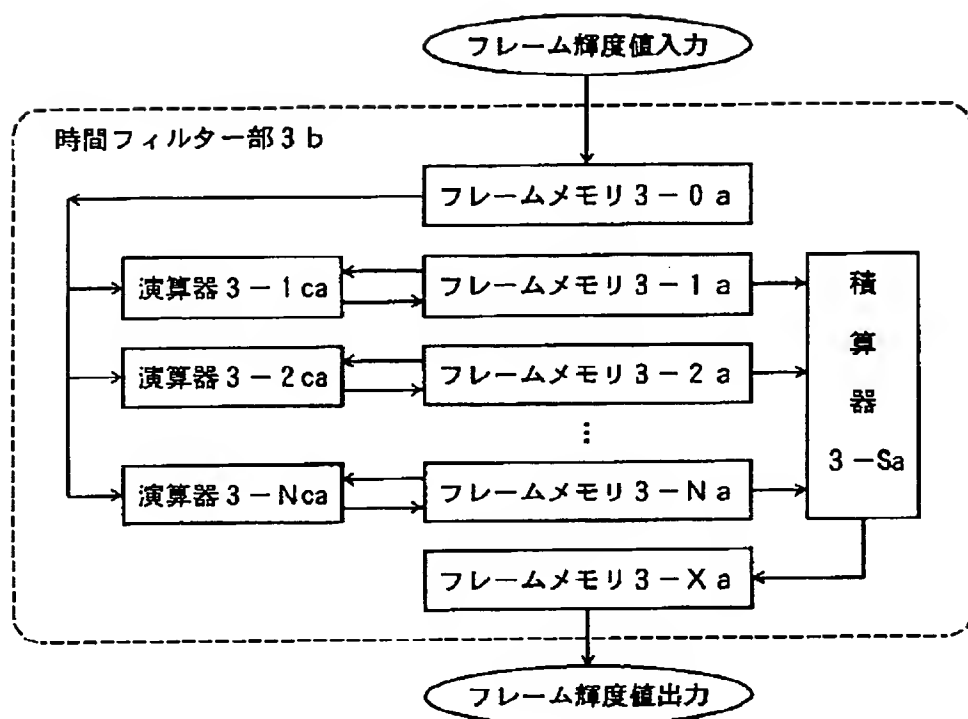 フレーム輝度値入力
時間フィルター部3b
フレームメモリ3-0a
演算器3-1ca
フレームメモリ3-1a
演算器3-2ca
フレームメモリ3-2a
⋮
演算器3-Nca
フレームメモリ3-Na
積
算
器
3-Sa
フレームメモリ3-Xa
フレーム輝度値出力